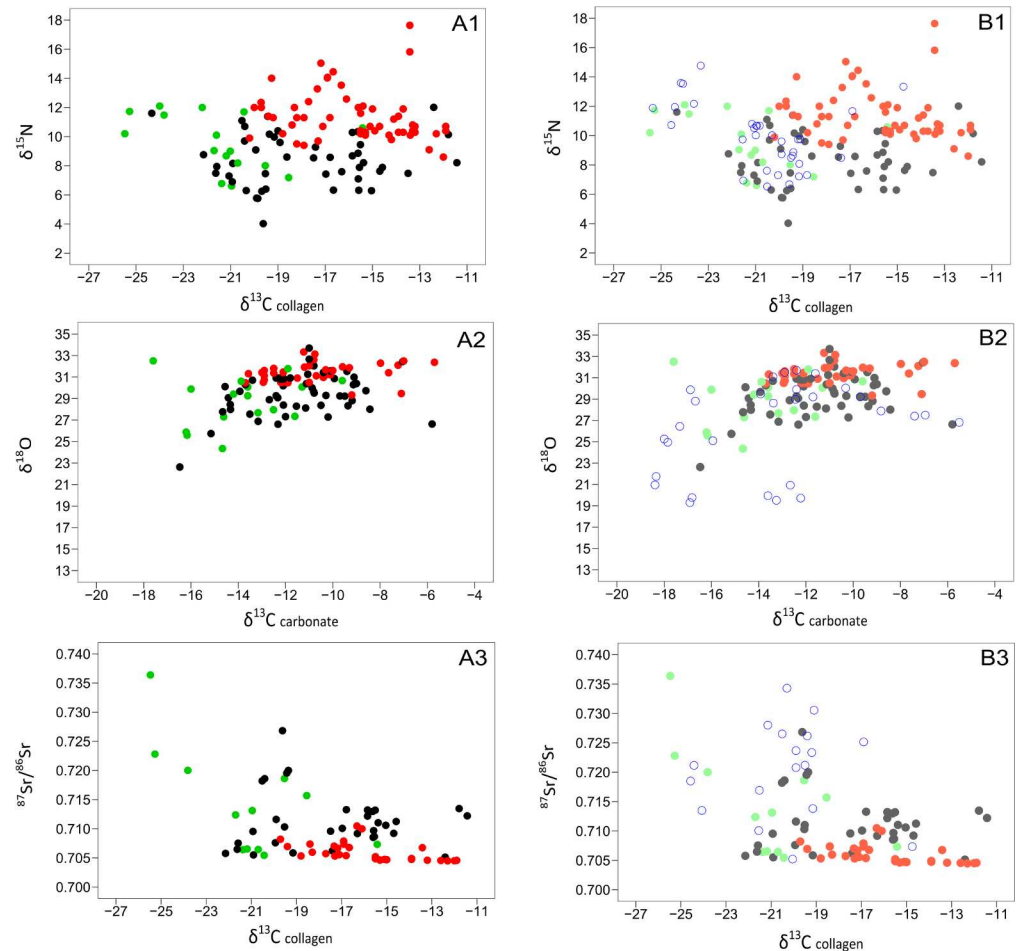 A1
18
16
14
12
10
8
6
4
2
δ¹⁵N
−27 −25 −23 −21 −19 −17 −15 −13 −11
δ¹³C collagen
B1
18
16
14
12
10
8
6
4
2
δ¹⁵N
−27 −25 −23 −21 −19 −17 −15 −13 −11
δ¹³C collagen
A2
35
33
31
29
27
25
23
21
19
17
15
13
δ¹⁸O
−20 −18 −16 −14 −12 −10 −8 −6 −4
δ¹³C carbonate
B2
35
33
31
29
27
25
23
21
19
17
15
13
δ¹⁸O
−20 −18 −16 −14 −12 −10 −8 −6 −4
δ¹³C carbonate
A3
0.740
0.735
0.730
0.725
0.720
0.715
0.710
0.705
0.700
⁸⁷Sr/⁸⁶Sr
−27 −25 −23 −21 −19 −17 −15 −13 −11
δ¹³C collagen
B3
0.740
0.735
0.730
0.725
0.720
0.715
0.710
0.705
0.700
⁸⁷Sr/⁸⁶Sr
−27 −25 −23 −21 −19 −17 −15 −13 −11
δ¹³C collagen